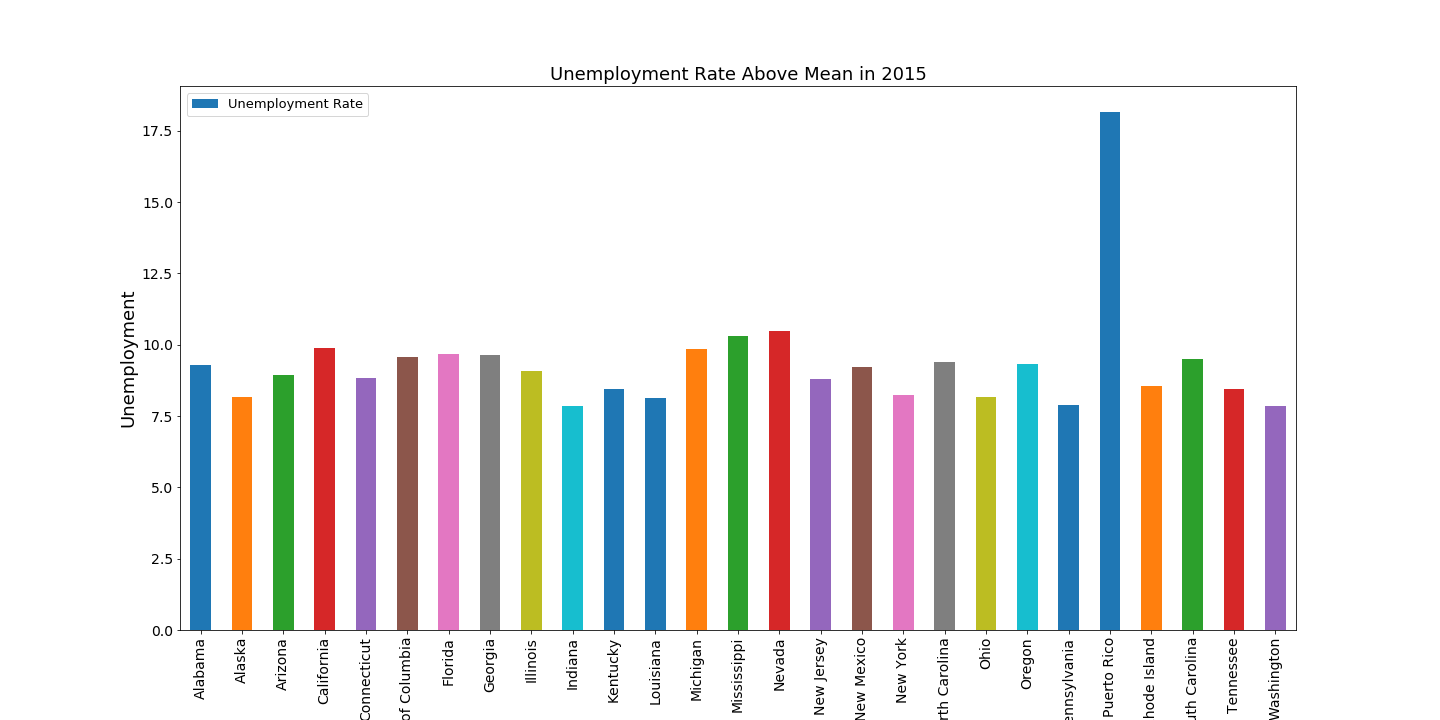 Unemployment Rate Above Mean in 2015
Unemployment Rate
Unemployment
17.5
15.0
12.5
10.0
7.5
5.0
2.5
0.0
Alabama
Alaska
Arizona
California
Connecticut
of Columbia
Florida
Georgia
Illinois
Indiana
Kentucky
Louisiana
Michigan
Mississippi
Nevada
New Jersey
New Mexico
New York
rth Carolina
Ohio
Oregon
ennsylvania
Puerto Rico
hode Island
uth Carolina
Tennessee
Washington